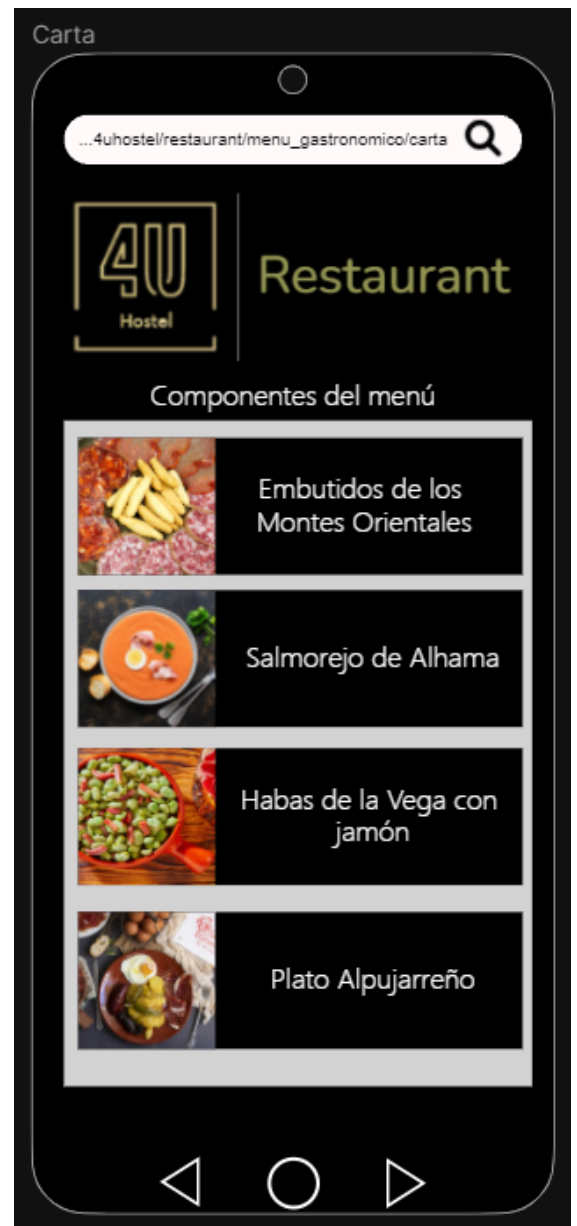 Carta
...4uhostel/restaurant/menu_gastronomico/carta
4U
Hostel
Restaurant
Componentes del menú
Embutidos de los
Montes Orientales
Salmorejo de Alhama
Habas de la Vega con
jamón
Plato Alpujarreño